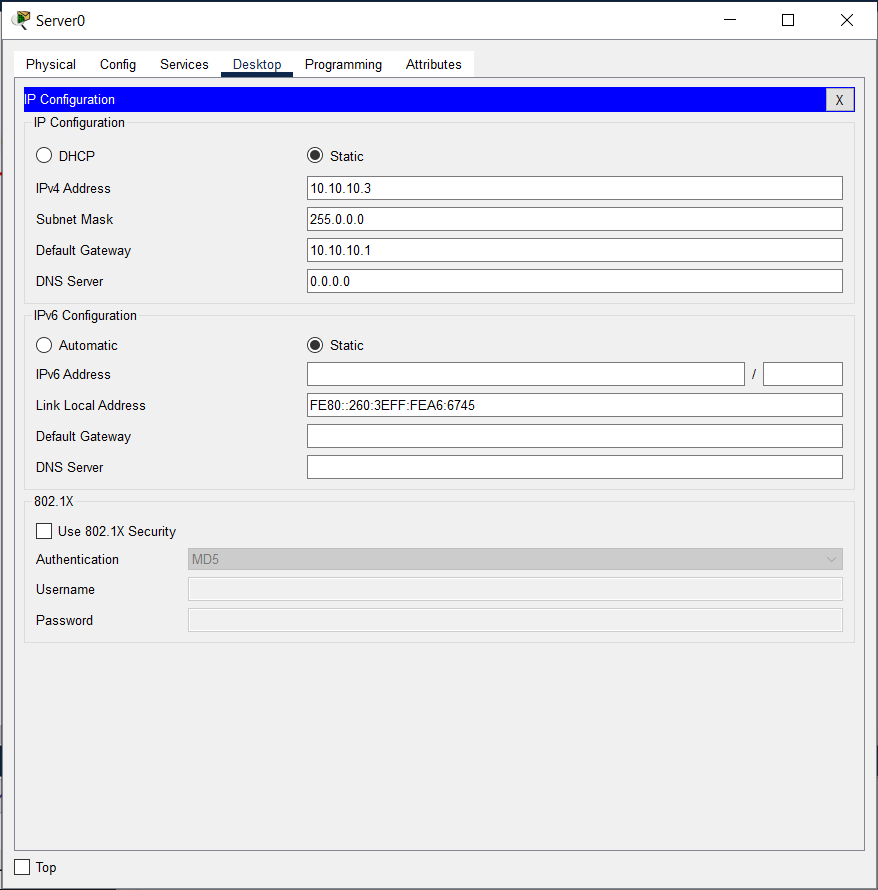 Server0
Physical Config Services Desktop Programming Attributes
IP Configuration X
IP Configuration
DHCP Static
IPv4 Address 10.10.10.3
Subnet Mask 255.0.0.0
Default Gateway 10.10.10.1
DNS Server 0.0.0.0
IPv6 Configuration
Automatic Static
IPv6 Address /
Link Local Address FE80::260:3EFF:FEA6:6745
Default Gateway
DNS Server
802.1X
Use 802.1X Security
Authentication MD5
Username
Password
Top